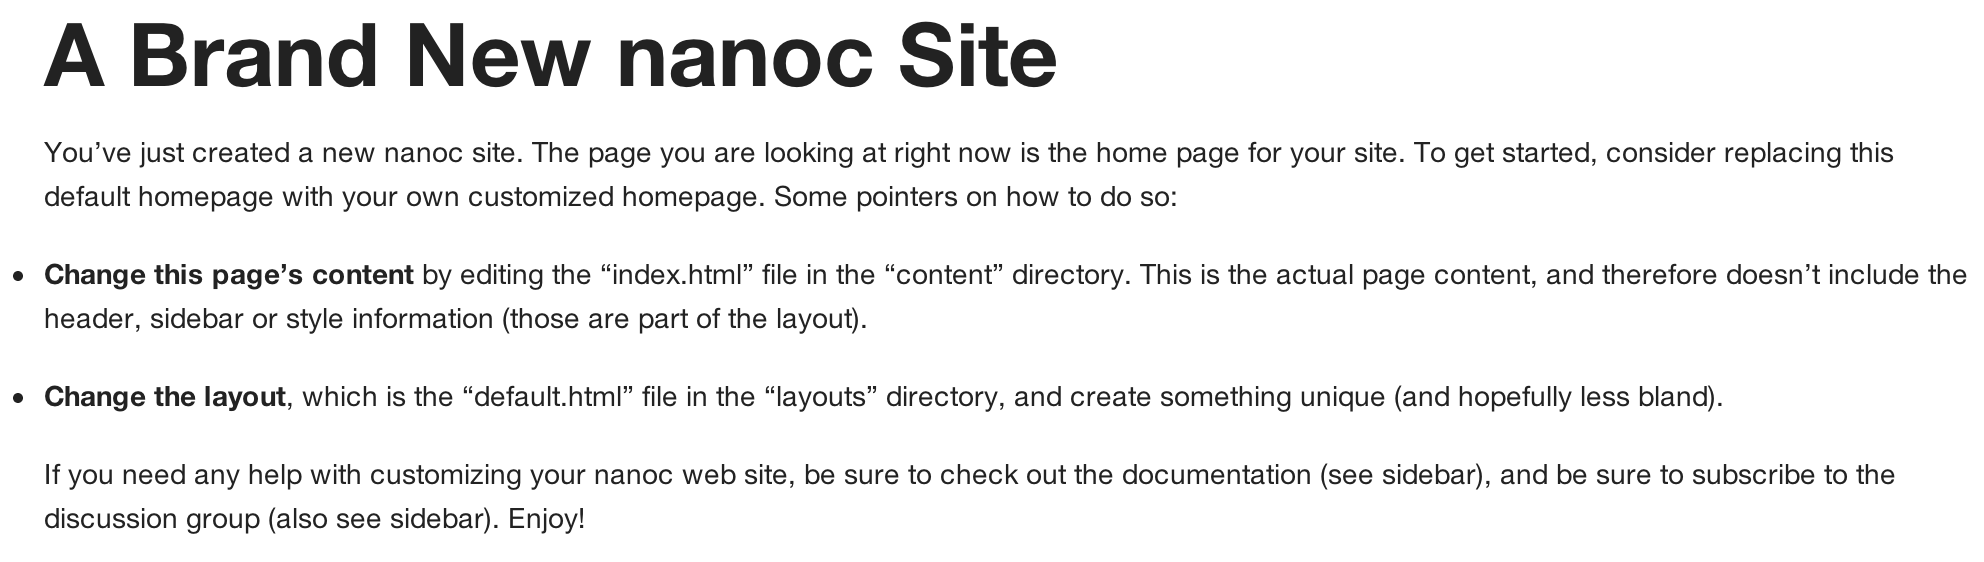 A Brand New nanoc Site
You’ve just created a new nanoc site. The page you are looking at right now is the home page for your site. To get started, consider replacing this
default homepage with your own customized homepage. Some pointers on how to do so:
• Change this page’s content by editing the “index.html” file in the “content” directory. This is the actual page content, and therefore doesn’t include the
header, sidebar or style information (those are part of the layout).
• Change the layout, which is the “default.html” file in the “layouts” directory, and create something unique (and hopefully less bland).
If you need any help with customizing your nanoc web site, be sure to check out the documentation (see sidebar), and be sure to subscribe to the
discussion group (also see sidebar). Enjoy!